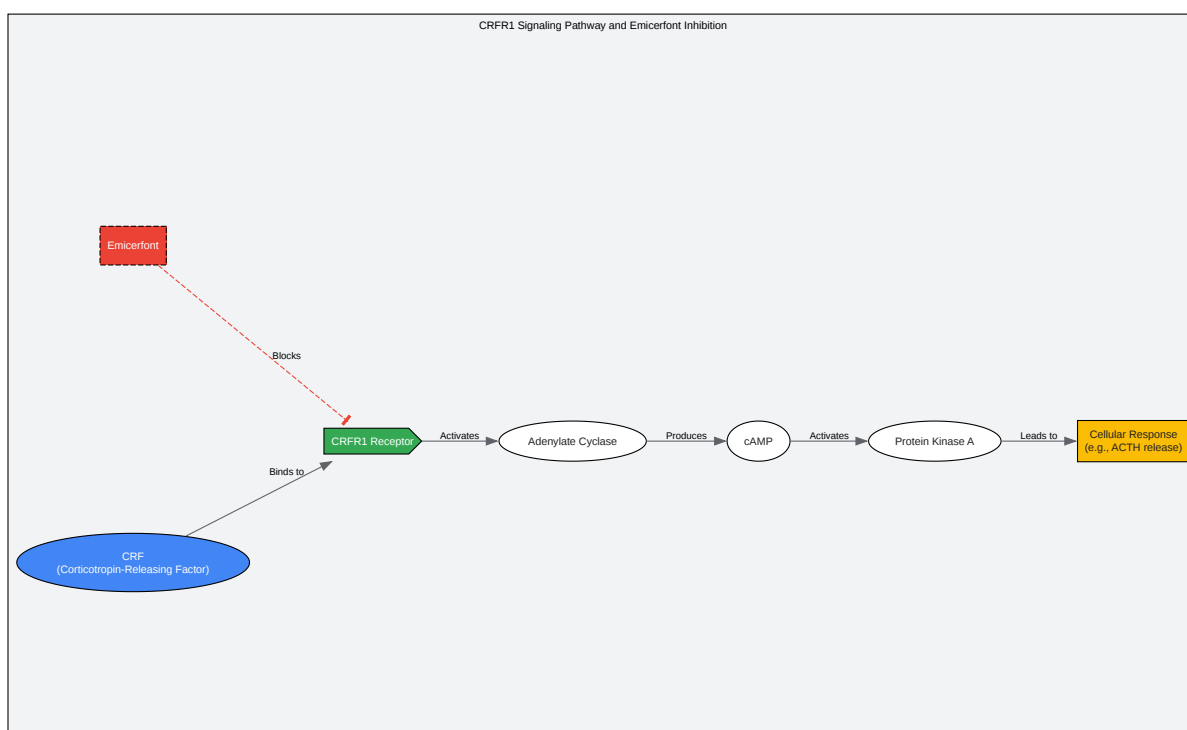 CRFR1 Signaling Pathway and Emicerfont Inhibition
Emicerfont
Blocks
CRFR1 Receptor
Activates
Adenylate Cyclase
Produces
cAMP
Activates
Protein Kinase A
Leads to
Cellular Response
(e.g., ACTH release)
Binds to
CRF
(Corticotropin-Releasing Factor)